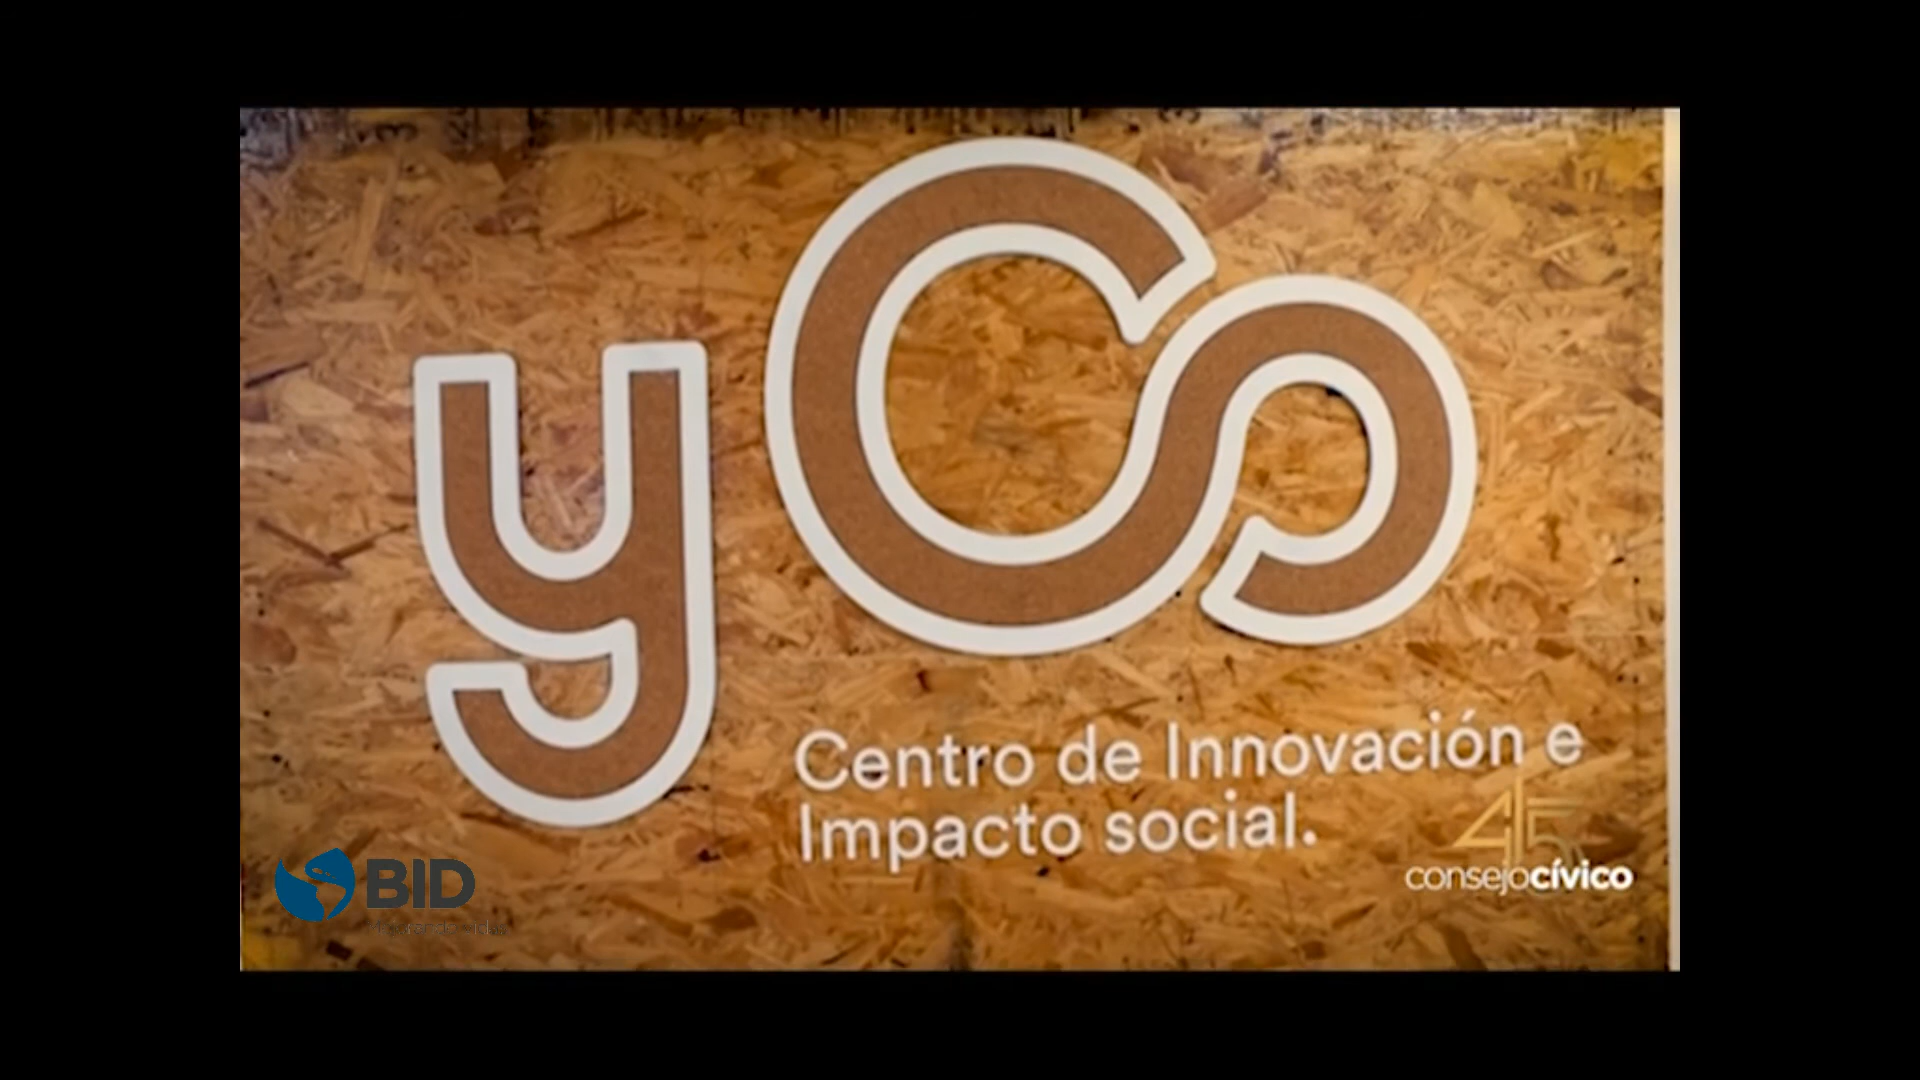 yCo
Centro de Innovación e
Impacto social.
BID
45
consejocívico